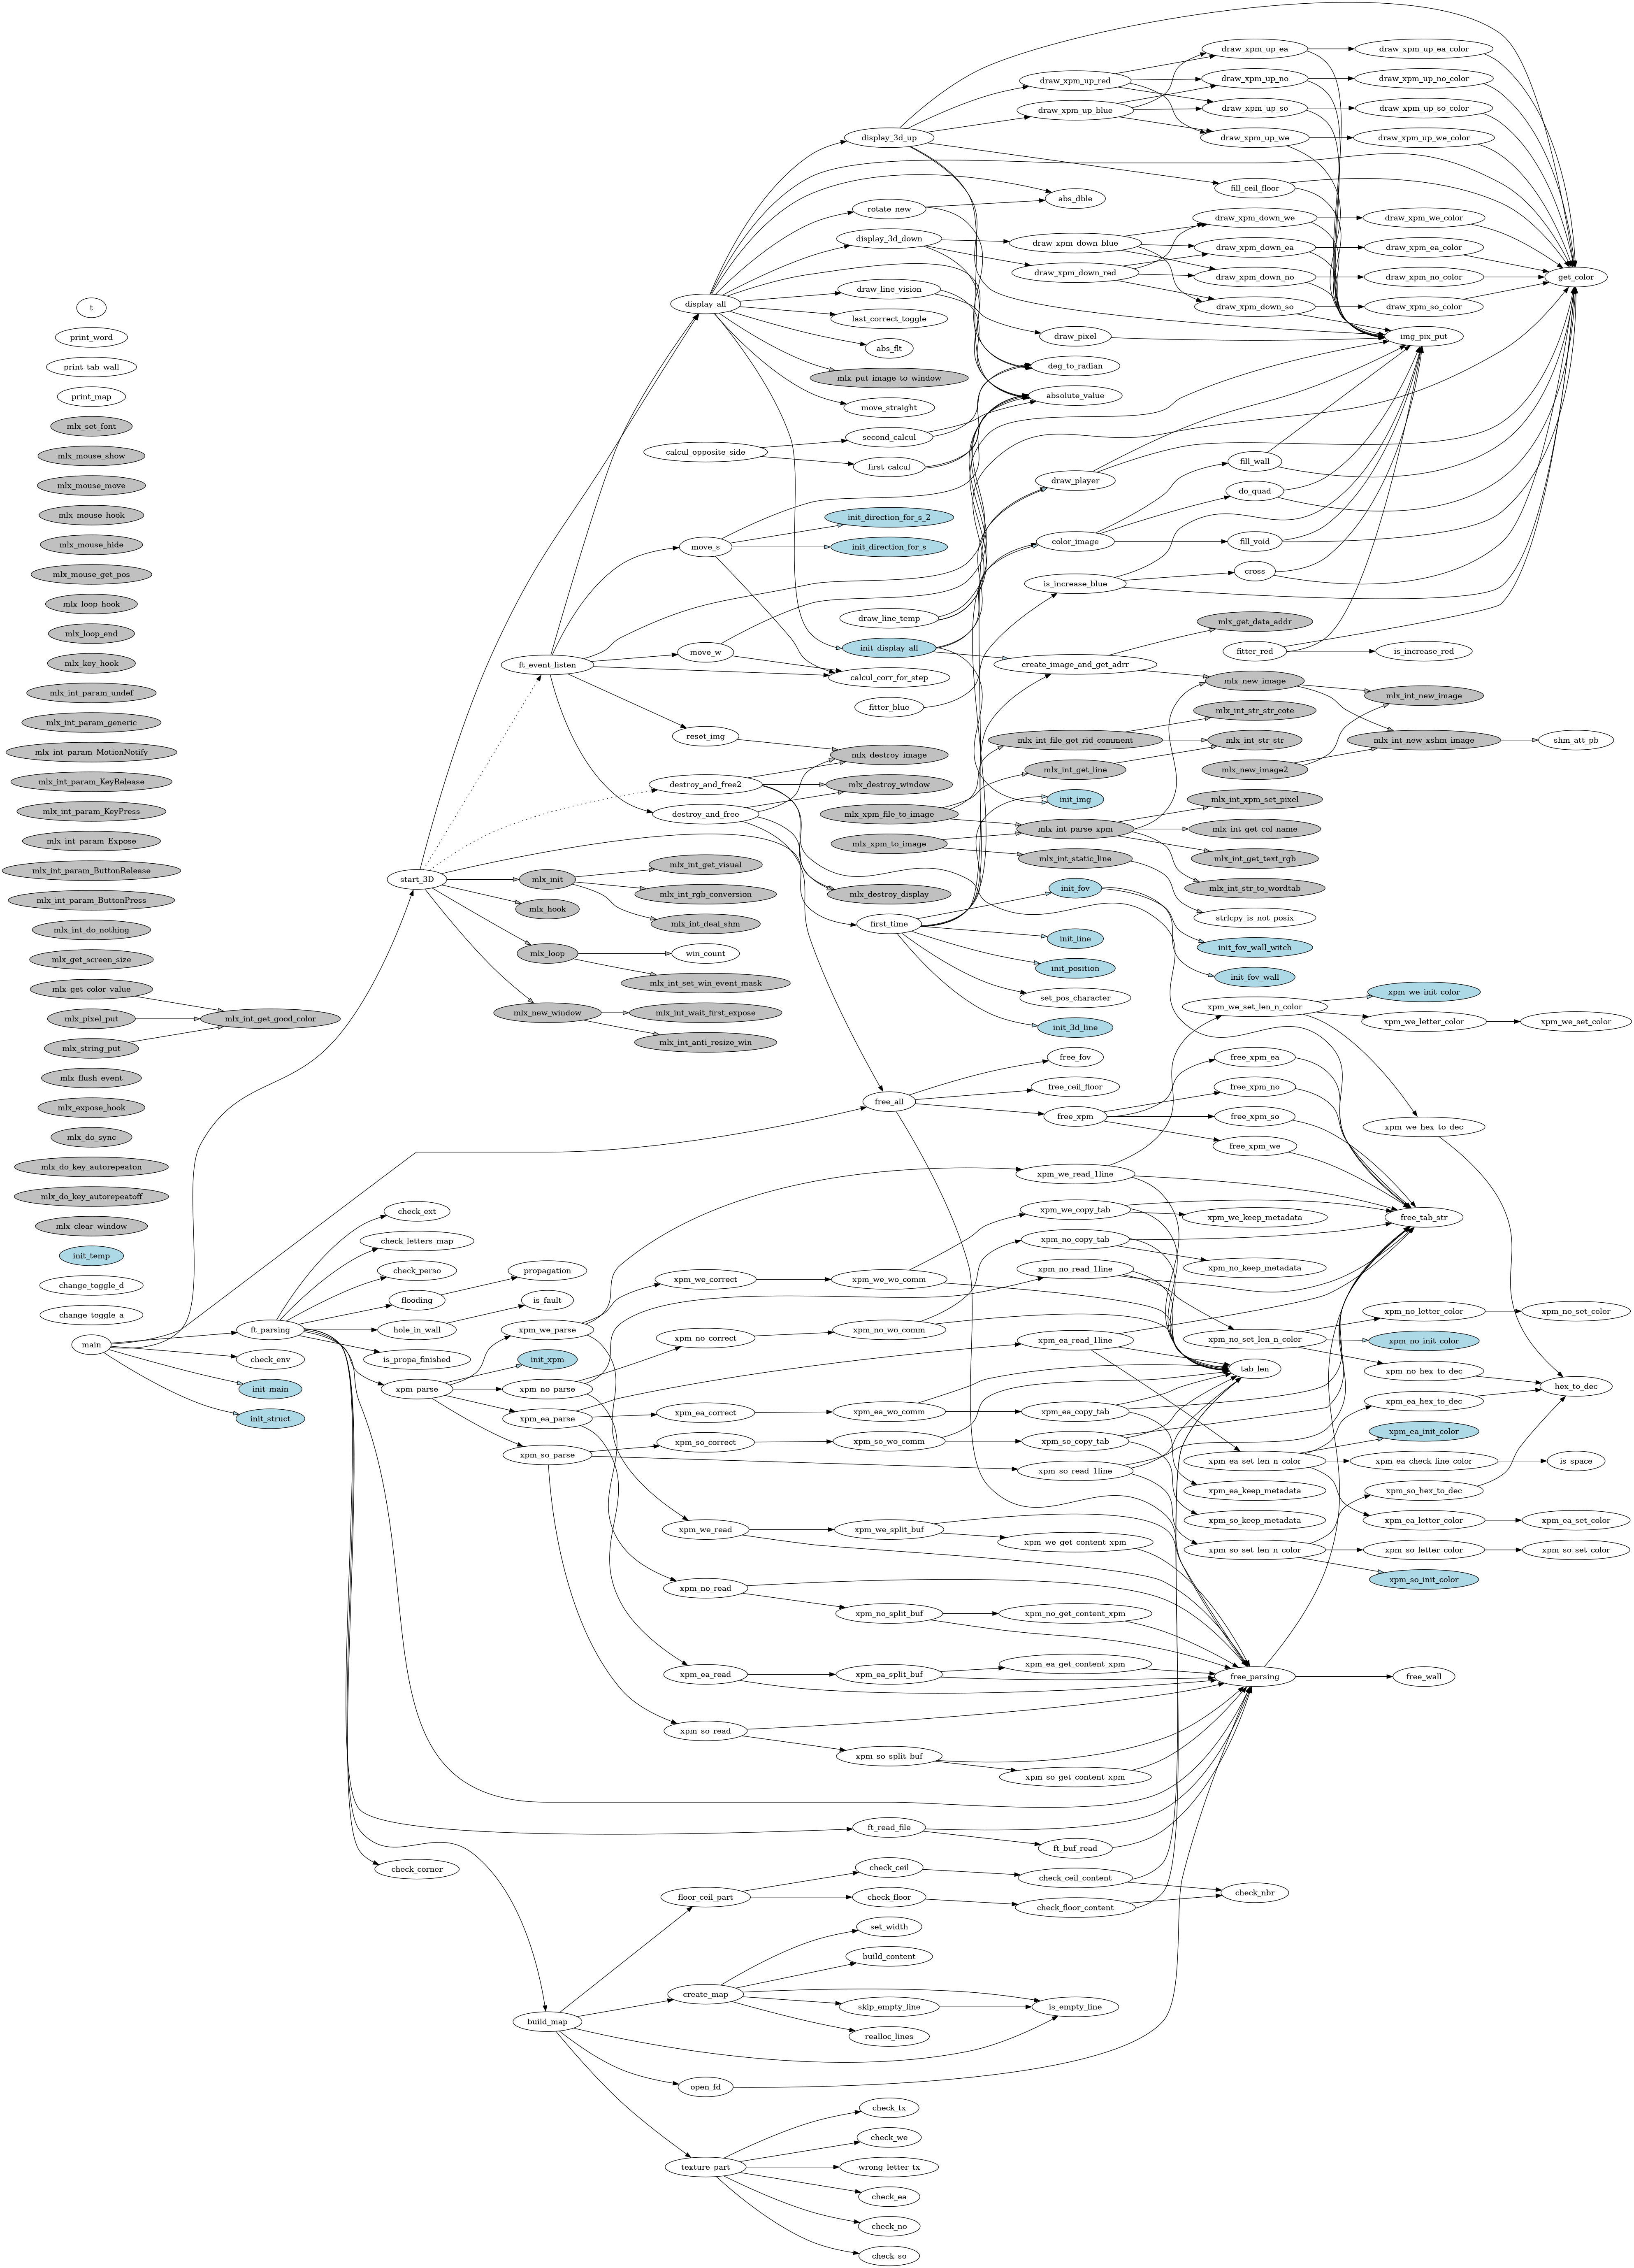 t
print_word
print_tab_wall
print_map
mlx_set_font
mlx_mouse_show
mlx_mouse_move
mlx_mouse_hook
mlx_mouse_hide
mlx_mouse_get_pos
mlx_loop_hook
mlx_loop_end
mlx_key_hook
mlx_int_param_undef
mlx_int_param_generic
mlx_int_param_MotionNotify
mlx_int_param_KeyRelease
mlx_int_param_KeyPress
mlx_int_param_Expose
mlx_int_param_ButtonRelease
mlx_int_param_ButtonPress
mlx_int_do_nothing
mlx_get_screen_size
mlx_get_color_value
mlx_pixel_put
mlx_string_put
mlx_flush_event
mlx_expose_hook
mlx_do_sync
mlx_do_key_autorepeaton
mlx_do_key_autorepeatoff
mlx_clear_window
init_temp
change_toggle_d
change_toggle_a
main
mlx_int_get_good_color
ft_parsing
check_env
init_main
init_struct
start_3D
check_ext
check_letters_map
check_perso
flooding
hole_in_wall
is_propa_finished
xpm_parse
check_corner
ft_event_listen
mlx_init
mlx_hook
mlx_loop
mlx_new_window
propagation
is_fault
xpm_we_parse
init_xpm
xpm_no_parse
xpm_ea_parse
xpm_so_parse
build_map
display_all
calcul_opposite_side
move_s
move_w
reset_img
destroy_and_free2
destroy_and_free
mlx_int_get_visual
mlx_int_rgb_conversion
mlx_int_deal_shm
win_count
mlx_int_set_win_event_mask
mlx_int_wait_first_expose
mlx_int_anti_resize_win
xpm_we_correct
xpm_no_correct
xpm_ea_correct
xpm_so_correct
xpm_we_read
xpm_no_read
xpm_ea_read
xpm_so_read
floor_ceil_part
create_map
open_fd
texture_part
display_3d_up
rotate_new
display_3d_down
draw_line_vision
last_correct_toggle
abs_flt
mlx_put_image_to_window
move_straight
second_calcul
first_calcul
init_direction_for_s_2
init_direction_for_s
draw_line_temp
init_display_all
calcul_corr_for_step
fitter_blue
mlx_destroy_image
mlx_destroy_window
mlx_xpm_file_to_image
mlx_xpm_to_image
mlx_destroy_display
first_time
free_all
xpm_we_wo_comm
xpm_no_wo_comm
xpm_ea_wo_comm
xpm_so_wo_comm
xpm_we_split_buf
xpm_no_split_buf
xpm_ea_split_buf
xpm_so_split_buf
ft_read_file
check_ceil
check_floor
set_width
build_content
skip_empty_line
realloc_lines
check_tx
check_we
wrong_letter_tx
check_ea
check_no
check_so
draw_xpm_up_red
draw_xpm_up_blue
abs_dble
draw_xpm_down_blue
draw_xpm_down_red
draw_pixel
deg_to_radian
absolute_value
draw_player
color_image
is_increase_blue
create_image_and_get_adrr
mlx_int_file_get_rid_comment
mlx_int_get_line
init_img
mlx_int_parse_xpm
mlx_int_static_line
init_fov
init_line
init_position
set_pos_character
init_3d_line
free_fov
free_ceil_floor
free_xpm
xpm_we_read_1line
xpm_we_copy_tab
xpm_no_copy_tab
xpm_no_read_1line
xpm_ea_read_1line
xpm_ea_copy_tab
xpm_so_copy_tab
xpm_so_read_1line
xpm_we_get_content_xpm
xpm_no_get_content_xpm
xpm_ea_get_content_xpm
xpm_so_get_content_xpm
ft_buf_read
check_ceil_content
check_floor_content
is_empty_line
draw_xpm_up_ea
draw_xpm_up_no
draw_xpm_up_so
draw_xpm_up_we
fill_ceil_floor
draw_xpm_down_we
draw_xpm_down_ea
draw_xpm_down_no
draw_xpm_down_so
fill_wall
do_quad
fill_void
cross
mlx_get_data_addr
fitter_red
mlx_new_image
mlx_int_str_str_cote
mlx_int_str_str
mlx_new_image2
mlx_int_xpm_set_pixel
mlx_int_get_col_name
mlx_int_get_text_rgb
mlx_int_str_to_wordtab
strlcpy_is_not_posix
init_fov_wall_witch
init_fov_wall
xpm_we_set_len_n_color
free_xpm_ea
free_xpm_no
free_xpm_so
free_xpm_we
xpm_we_keep_metadata
xpm_no_keep_metadata
xpm_no_set_len_n_color
tab_len
xpm_ea_set_len_n_color
xpm_ea_keep_metadata
xpm_so_keep_metadata
xpm_so_set_len_n_color
free_parsing
check_nbr
draw_xpm_up_ea_color
draw_xpm_up_no_color
draw_xpm_up_so_color
draw_xpm_up_we_color
draw_xpm_we_color
draw_xpm_ea_color
draw_xpm_no_color
draw_xpm_so_color
img_pix_put
is_increase_red
mlx_int_new_image
mlx_int_new_xshm_image
xpm_we_init_color
xpm_we_letter_color
xpm_we_hex_to_dec
free_tab_str
xpm_no_letter_color
xpm_no_init_color
xpm_no_hex_to_dec
xpm_ea_hex_to_dec
xpm_ea_init_color
xpm_ea_check_line_color
xpm_so_hex_to_dec
xpm_ea_letter_color
xpm_so_letter_color
xpm_so_init_color
free_wall
get_color
shm_att_pb
xpm_we_set_color
xpm_no_set_color
hex_to_dec
is_space
xpm_ea_set_color
xpm_so_set_color